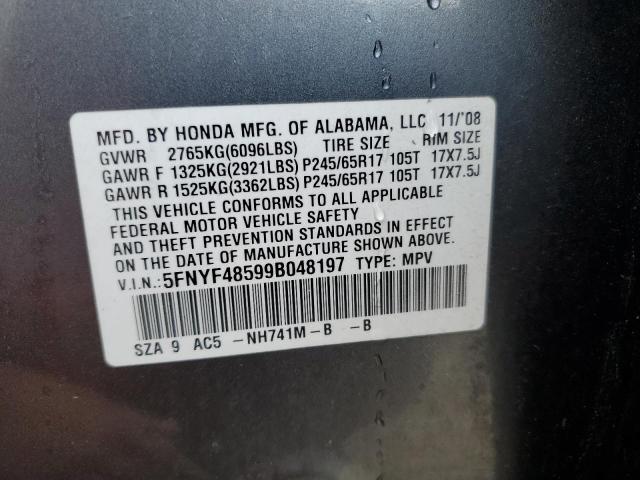 MFD. BY HONDA MFG. OF ALABAMA, LLC 11/'08
GVWR 2765KG(6096LBS) TIRE SIZE RIM SIZE
GAWR F 1325KG(2921LBS) P245/65R17 105T 17X7.5J
GAWR R 1525KG(3362LBS) P245/65R17 105T 17X7.5J
THIS VEHICLE CONFORMS TO ALL APPLICABLE
FEDERAL MOTOR VEHICLE SAFETY
AND THEFT PREVENTION STANDARDS IN EFFECT
ON THE DATE OF MANUFACTURE SHOWN ABOVE.
V.I.N.: 5FNYF48599B048197 TYPE: MPV
SZA 9 AC5 -NH741M-B -B